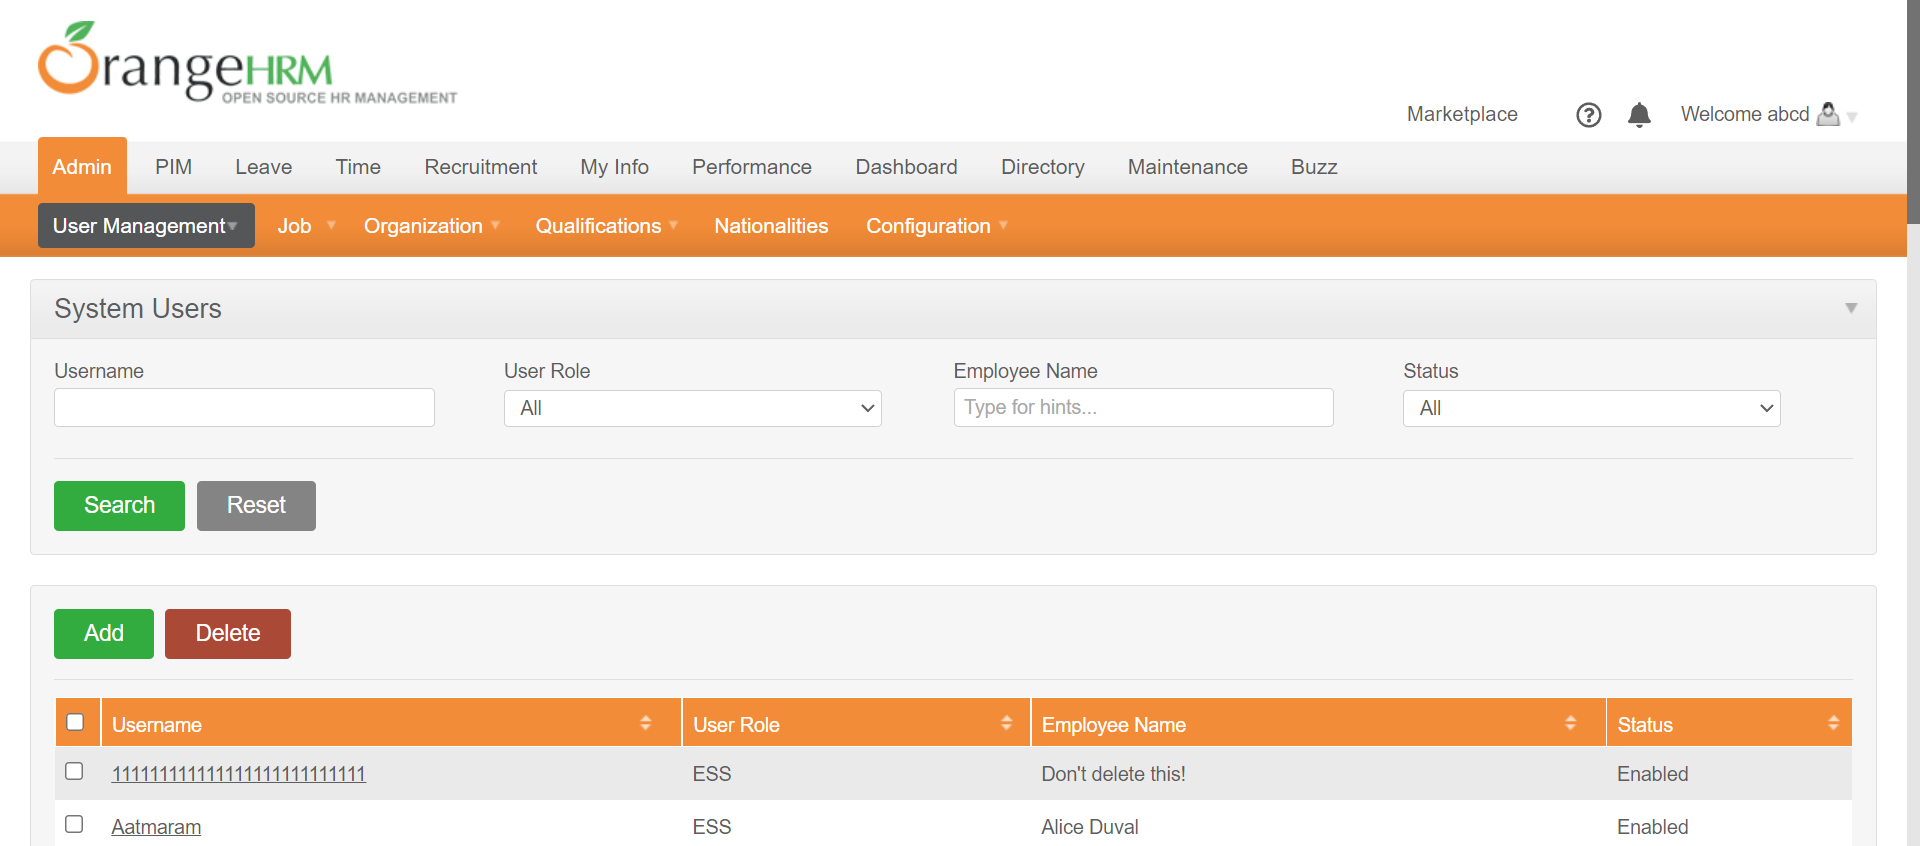 OrangeHRM
OPEN SOURCE HR MANAGEMENT
Marketplace ? Welcome abcd
Admin PIM Leave Time Recruitment My Info Performance Dashboard Directory Maintenance Buzz
User Management Job Organization Qualifications Nationalities Configuration
System Users
Username User Role Employee Name Status
All Type for hints... All
Search Reset
Add Delete
Username User Role Employee Name Status
ESS Don't delete this! Enabled
Aatmaram ESS Alice Duval Enabled